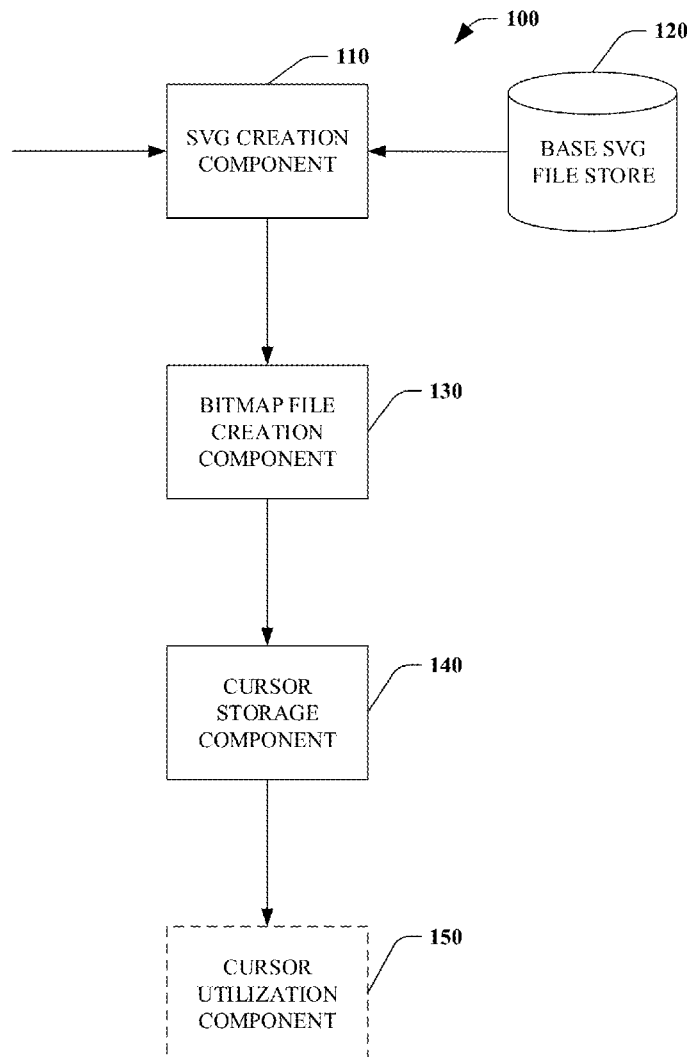 100
110
120
SVG CREATION
COMPONENT
BASE SVG
FILE STORE
130
BITMAP FILE
CREATION
COMPONENT
140
CURSOR
STORAGE
COMPONENT
150
CURSOR
UTILIZATION
COMPONENT